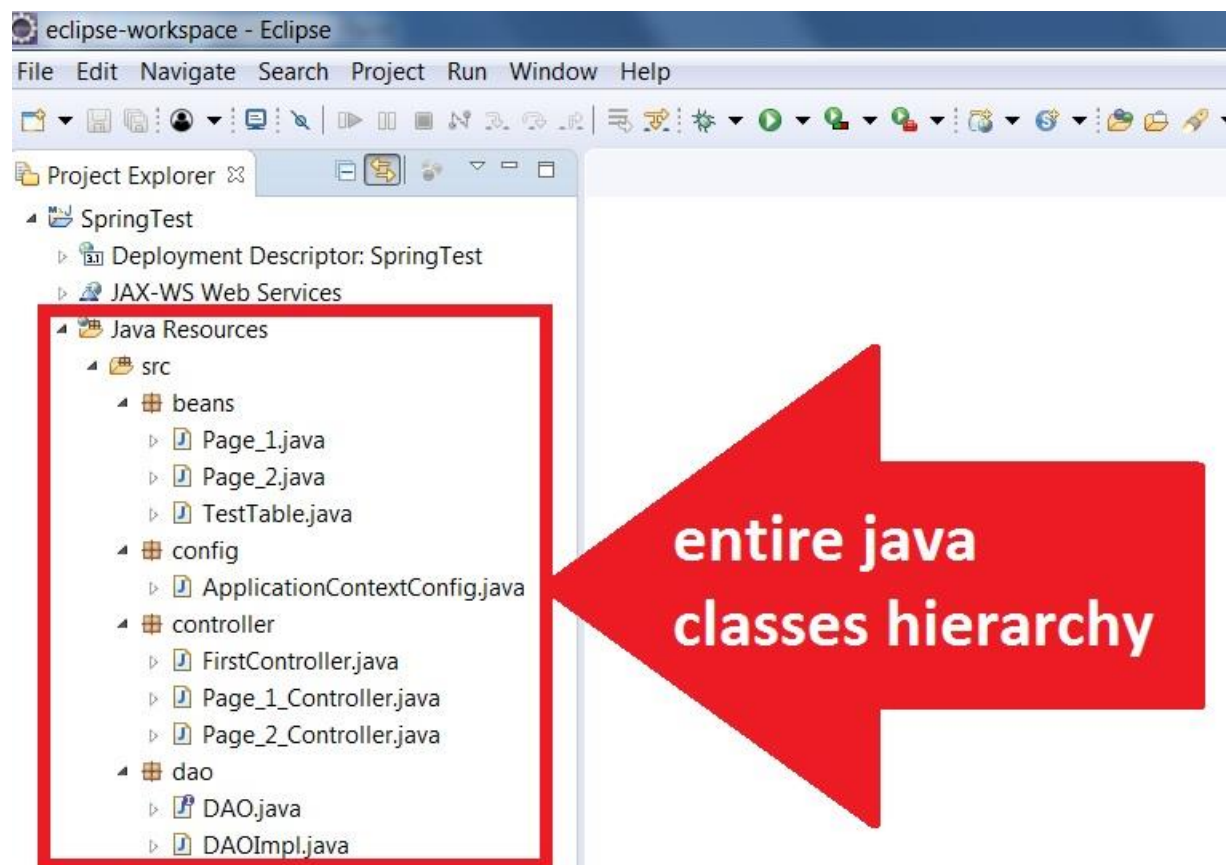 eclipse-workspace - Eclipse
File Edit Navigate Search Project Run Window Help
Project Explorer
SpringTest
Deployment Descriptor: SpringTest
JAX-WS Web Services
Java Resources
src
beans
Page_1.java
Page_2.java
TestTable.java
config
ApplicationContextConfig.java
controller
FirstController.java
Page_1_Controller.java
Page_2_Controller.java
dao
DAO.java
DAOImpl.java
entire java
classes hierarchy